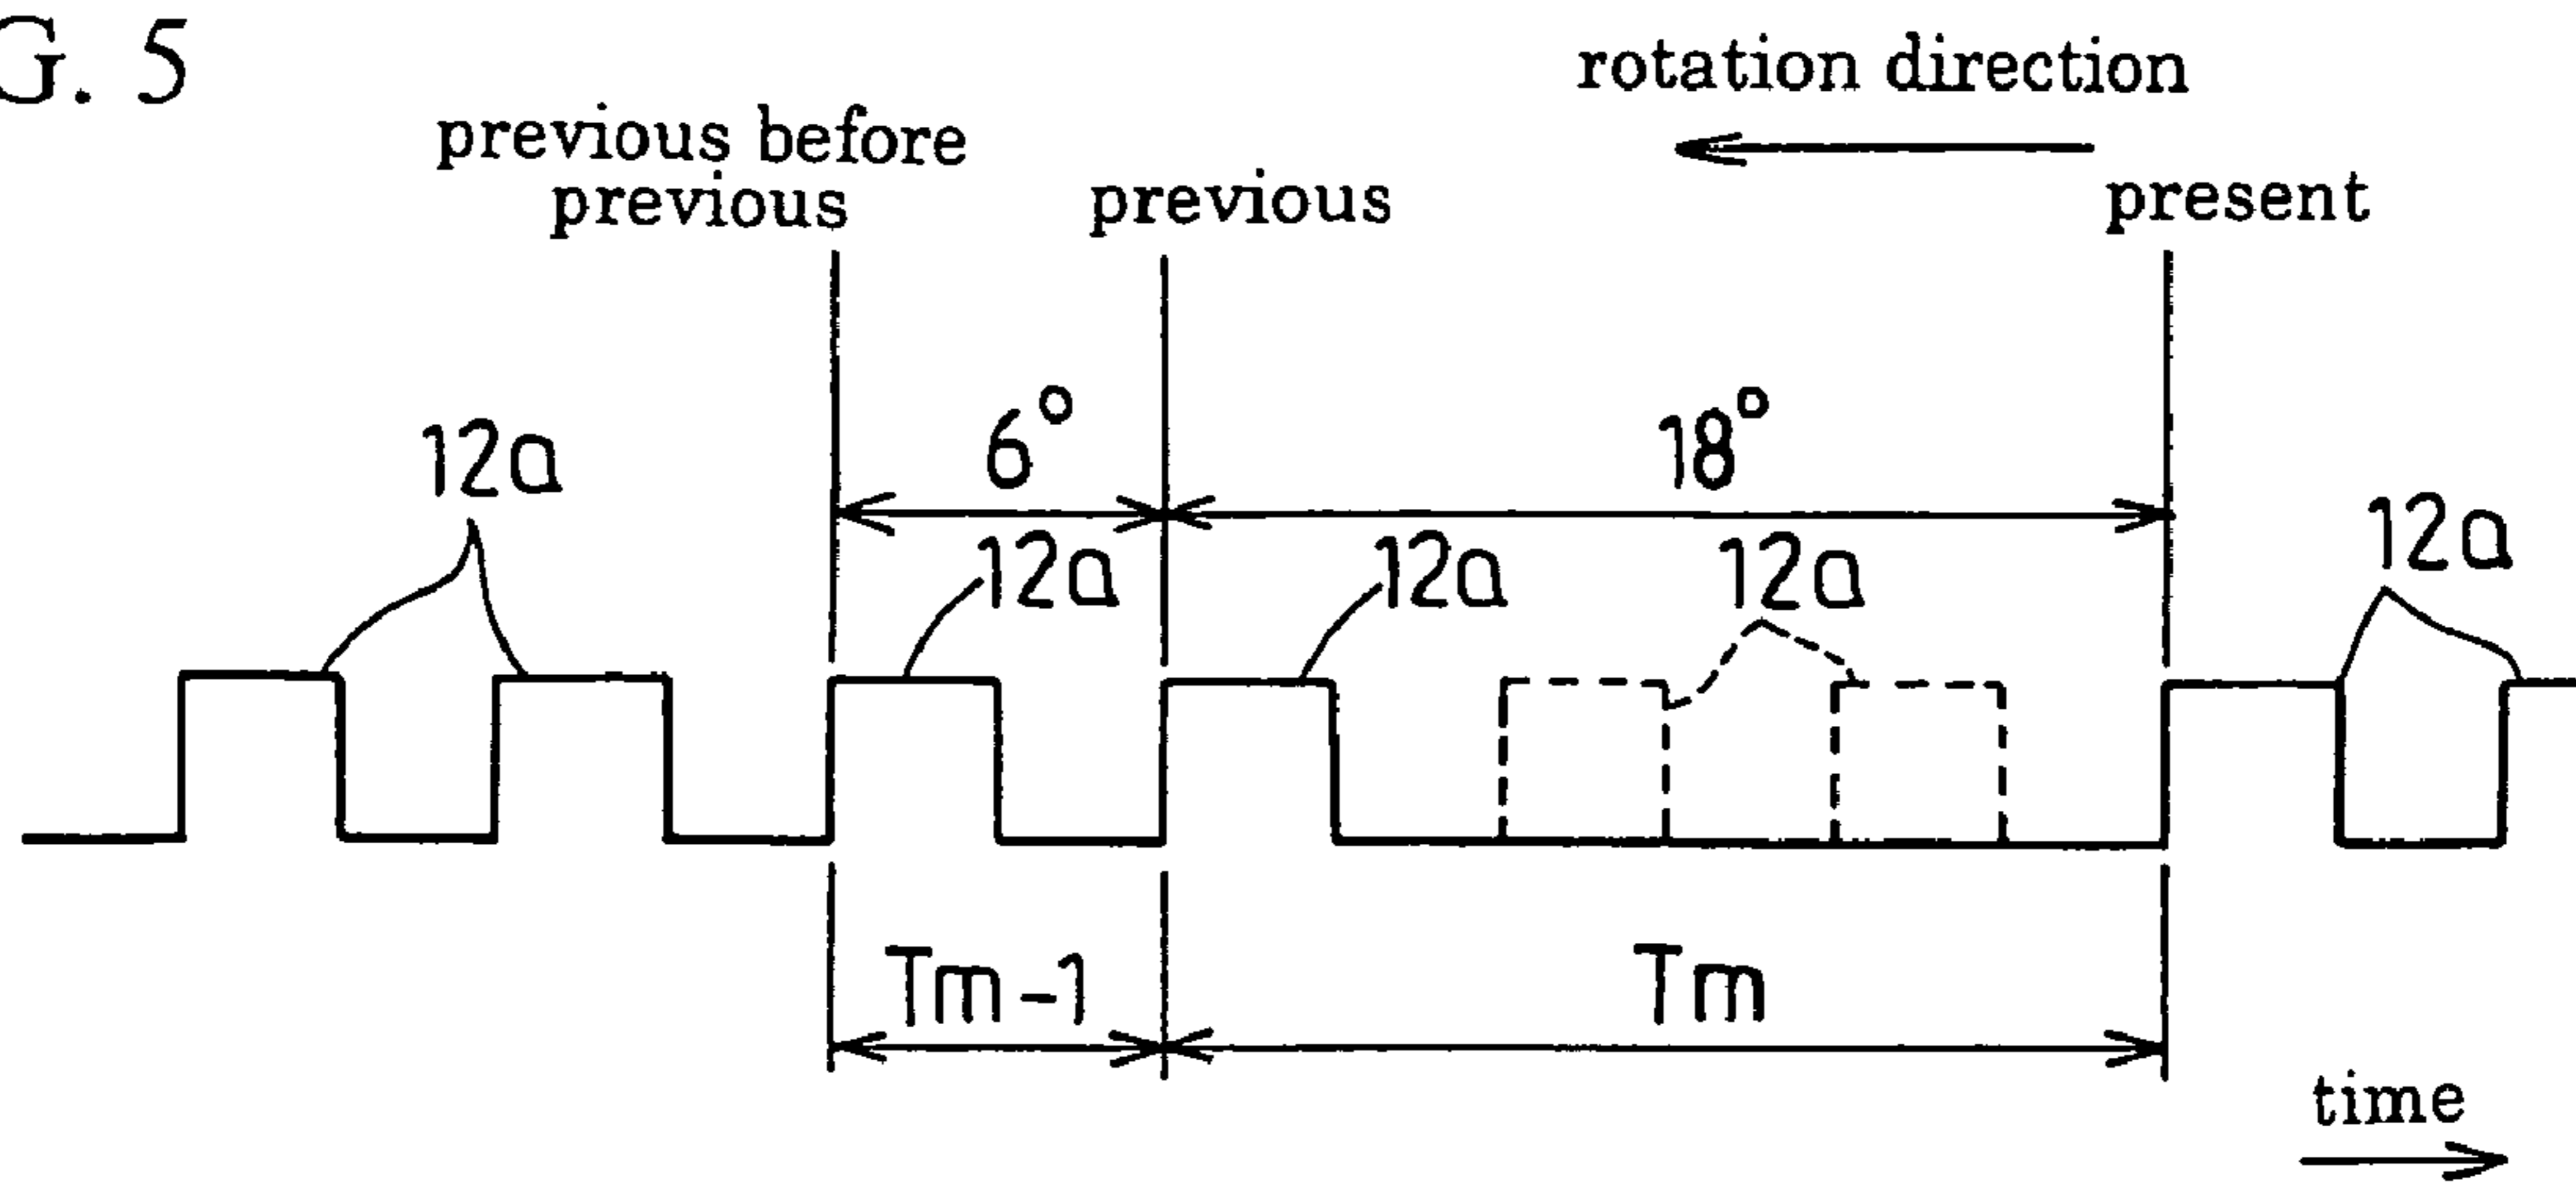 G. 5
rotation direction
previous before
previous
previous
present
6°
18°
12a
12a
12a
12a
12a
Tm-1
Tm
time